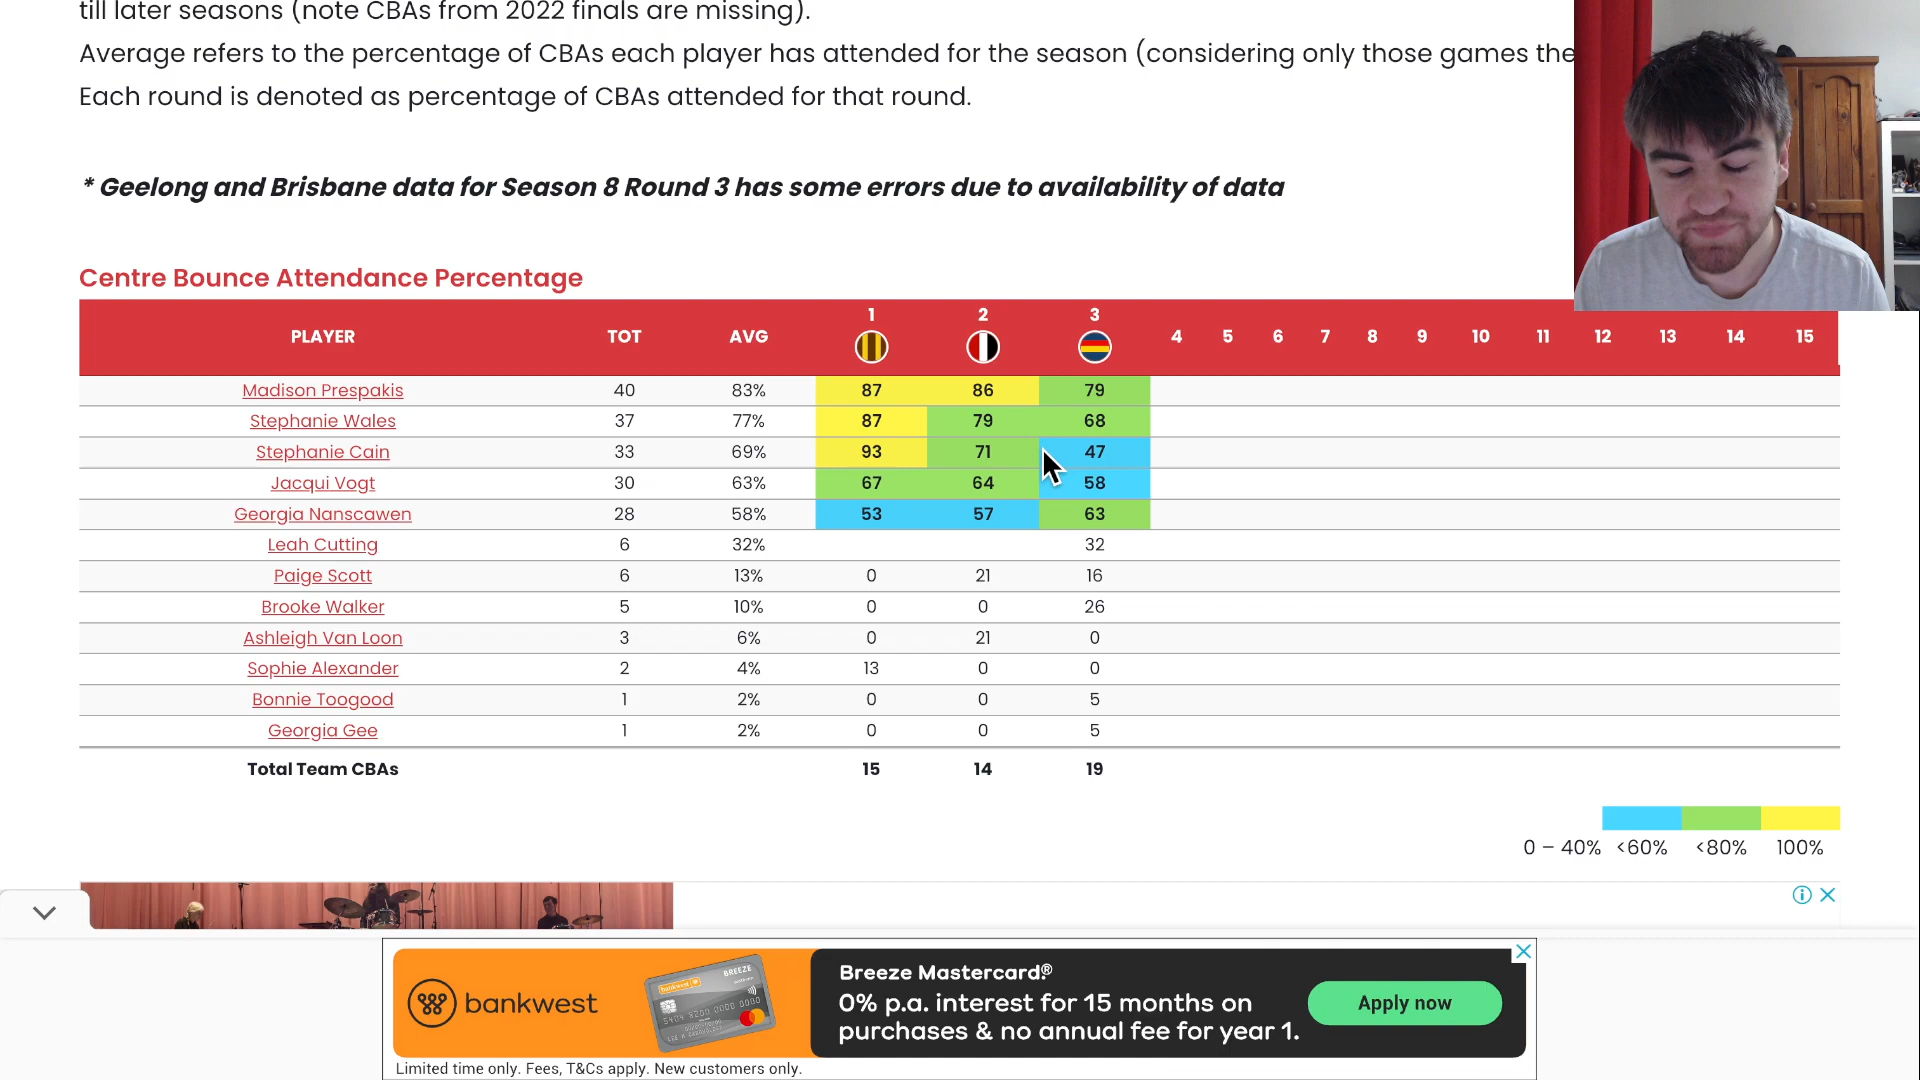 till later seasons (note CBAs from 2022 finals are missing).
Average refers to the percentage of CBAs each player has attended for the season (considering only those games the
Each round is denoted as percentage of CBAs attended for that round.
* Geelong and Brisbane data for Season 8 Round 3 has some errors due to availability of data
Centre Bounce Attendance Percentage
PLAYER TOT AVG 1 2 3 4 5 6 7 8 9 10 11 12 13 14 15
Madison Prespakis 40 83% 87 86 79
Stephanie Wales 37 77% 87 79 68
Stephanie Cain 33 69% 93 71 47
Jacqui Vogt 30 63% 67 64 58
Georgia Nanscawen 28 58% 53 57 63
Leah Cutting 6 32% 32
Paige Scott 6 13% 0 21 16
Brooke Walker 5 10% 0 0 26
Ashleigh Van Loon 3 6% 0 21 0
Sophie Alexander 2 4% 13 0 0
Bonnie Toogood 1 2% 0 0 5
Georgia Gee 1 2% 0 0 5
Total Team CBAs 15 14 19
0 – 40% <60% <80% 100%
bankwest
BREEZE
Breeze Mastercard®
0% p.a. interest for 15 months on
purchases & no annual fee for year 1.
Apply now
Limited time only. Fees, T&Cs apply. New customers only.